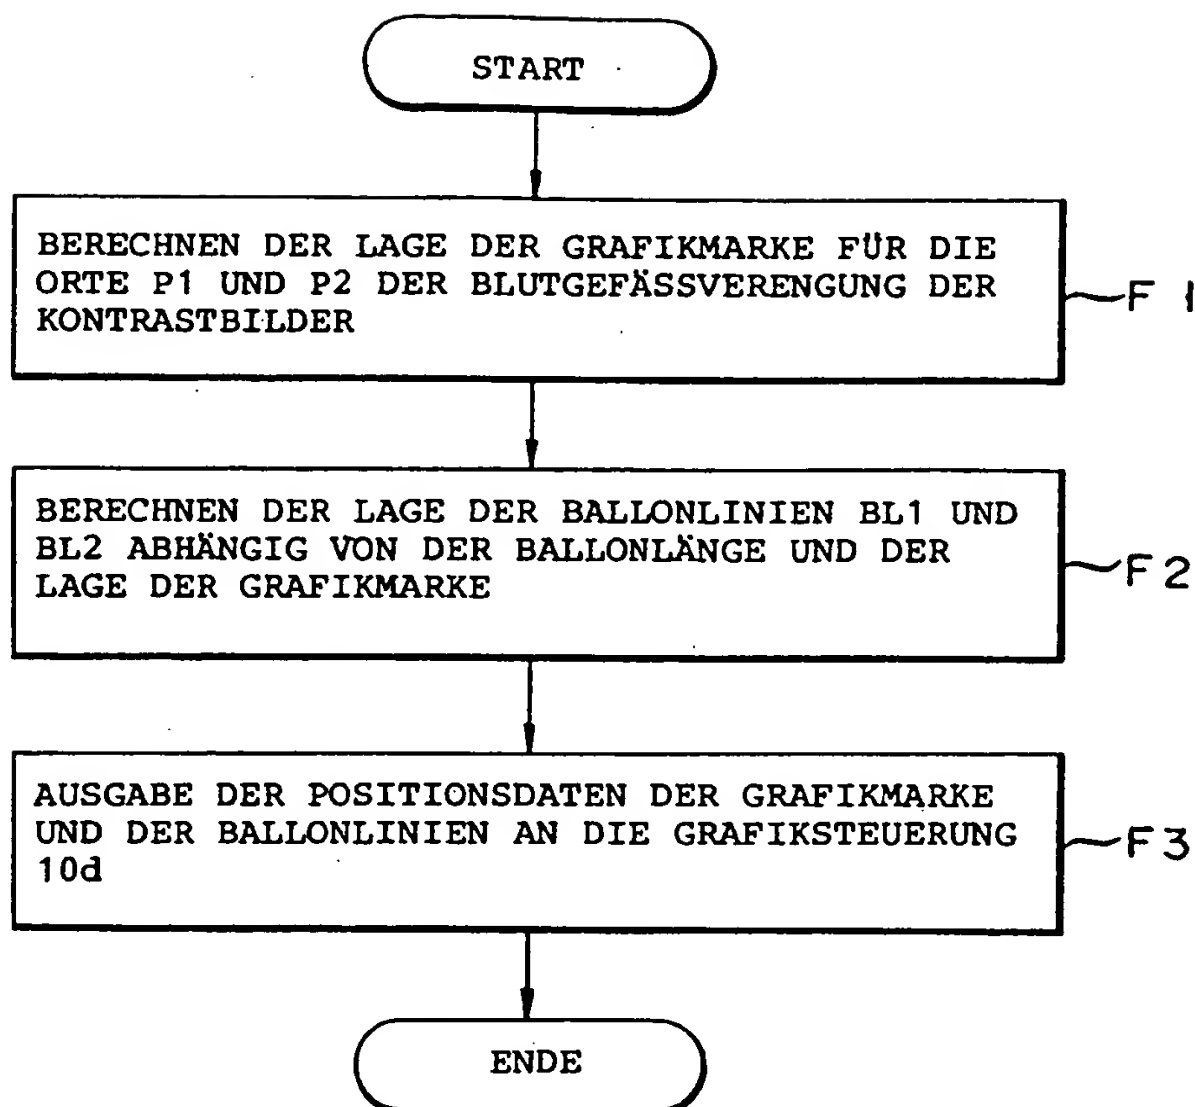 START
BERECHNEN DER LAGE DER GRAFIKMARKE FÜR DIE
ORTE P1 UND P2 DER BLUTGEFÄSSVERENGUNG DER
KONTRASTBILDER
F 1
BERECHNEN DER LAGE DER BALLONLINIEN BL1 UND
BL2 ABHÄNGIG VON DER BALLONLÄNGE UND DER
LAGE DER GRAFIKMARKE
F2
AUSGABE DER POSITIONSDATEN DER GRAFIKMARKE
UND DER BALLONLINIEN AN DIE GRAFIKSTEUERUNG
10d
F3
ENDE